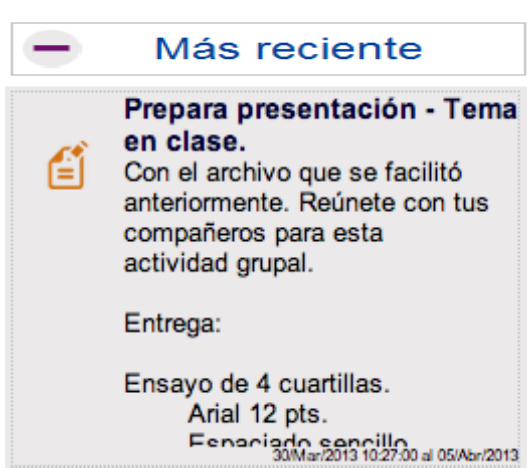 Más reciente
Prepara presentación - Tema
en clase.
Con el archivo que se facilitó
anteriormente. Reúnete con tus
compañeros para esta
actividad grupal.
Entrega:
Ensayo de 4 cuartillas.
Arial 12 pts.
Espaciado sencillo
30/Mar/2013 10:27:00 al 05/Abr/2013